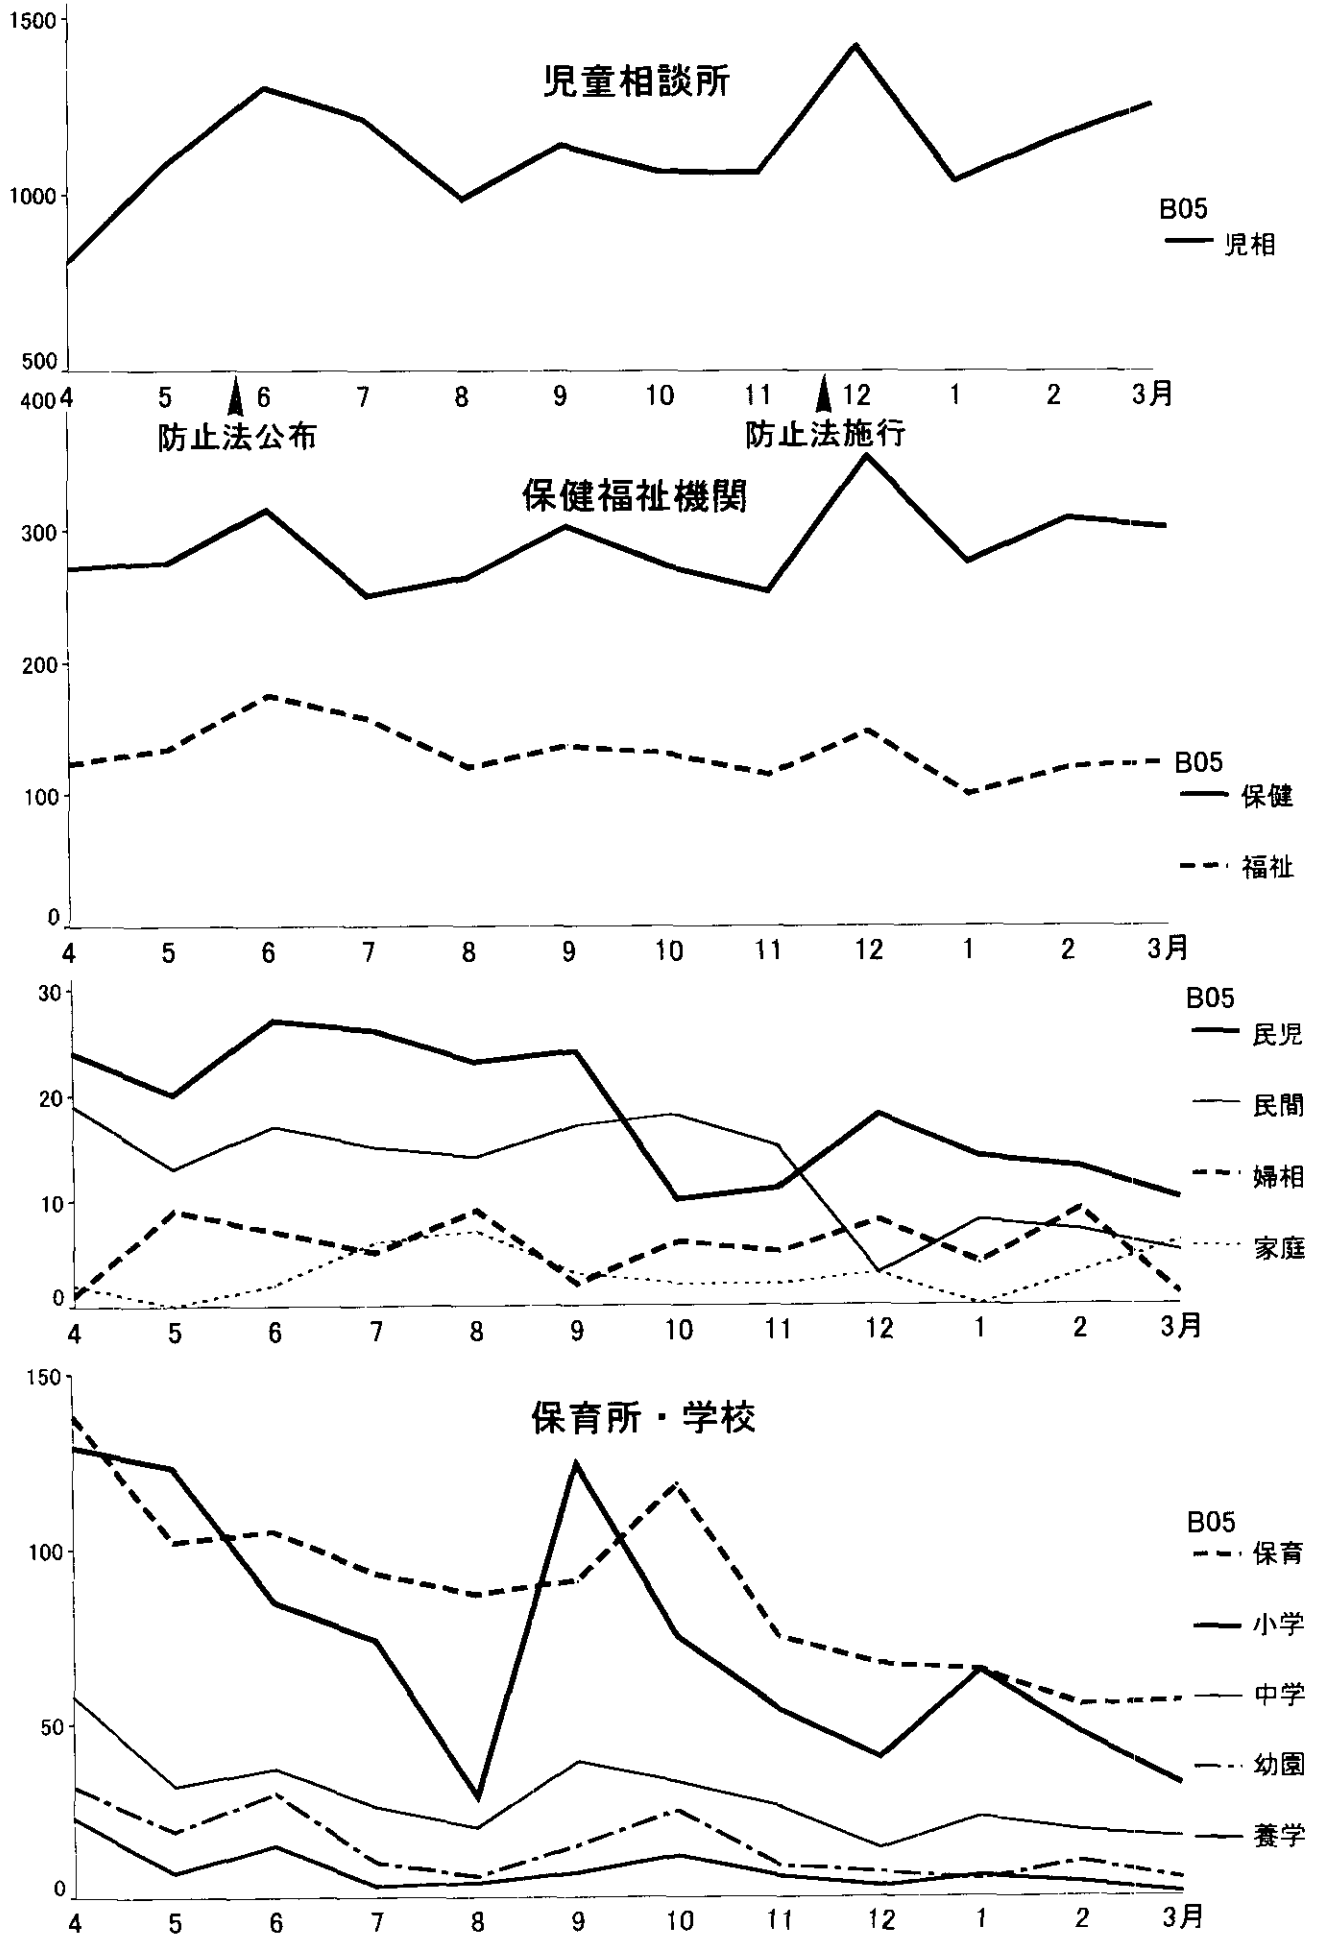 1500
児童相談所
1000
B05
児相
500
4 5 6 7 8 9 10 11 12 1 2 3月
防止法公布
防止法施行
400
保健福祉機関
300
200
B05
保健
100
福祉
0
4 5 6 7 8 9 10 11 12 1 2 3月
30
B05
民児
20
民間
婦相
10
家庭
0
4 5 6 7 8 9 10 11 12 1 2 3月
150
保育所・学校
B05
100
保育
小学
中学
50
幼園
養学
0
4 5 6 7 8 9 10 11 12 1 2 3月